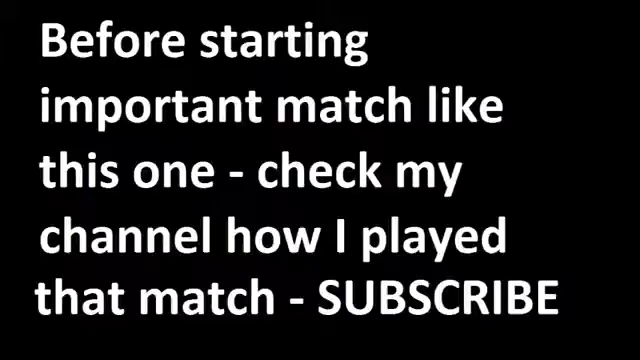 Before starting
important match like
this one - check my
channel how I played
that match - SUBSCRIBE